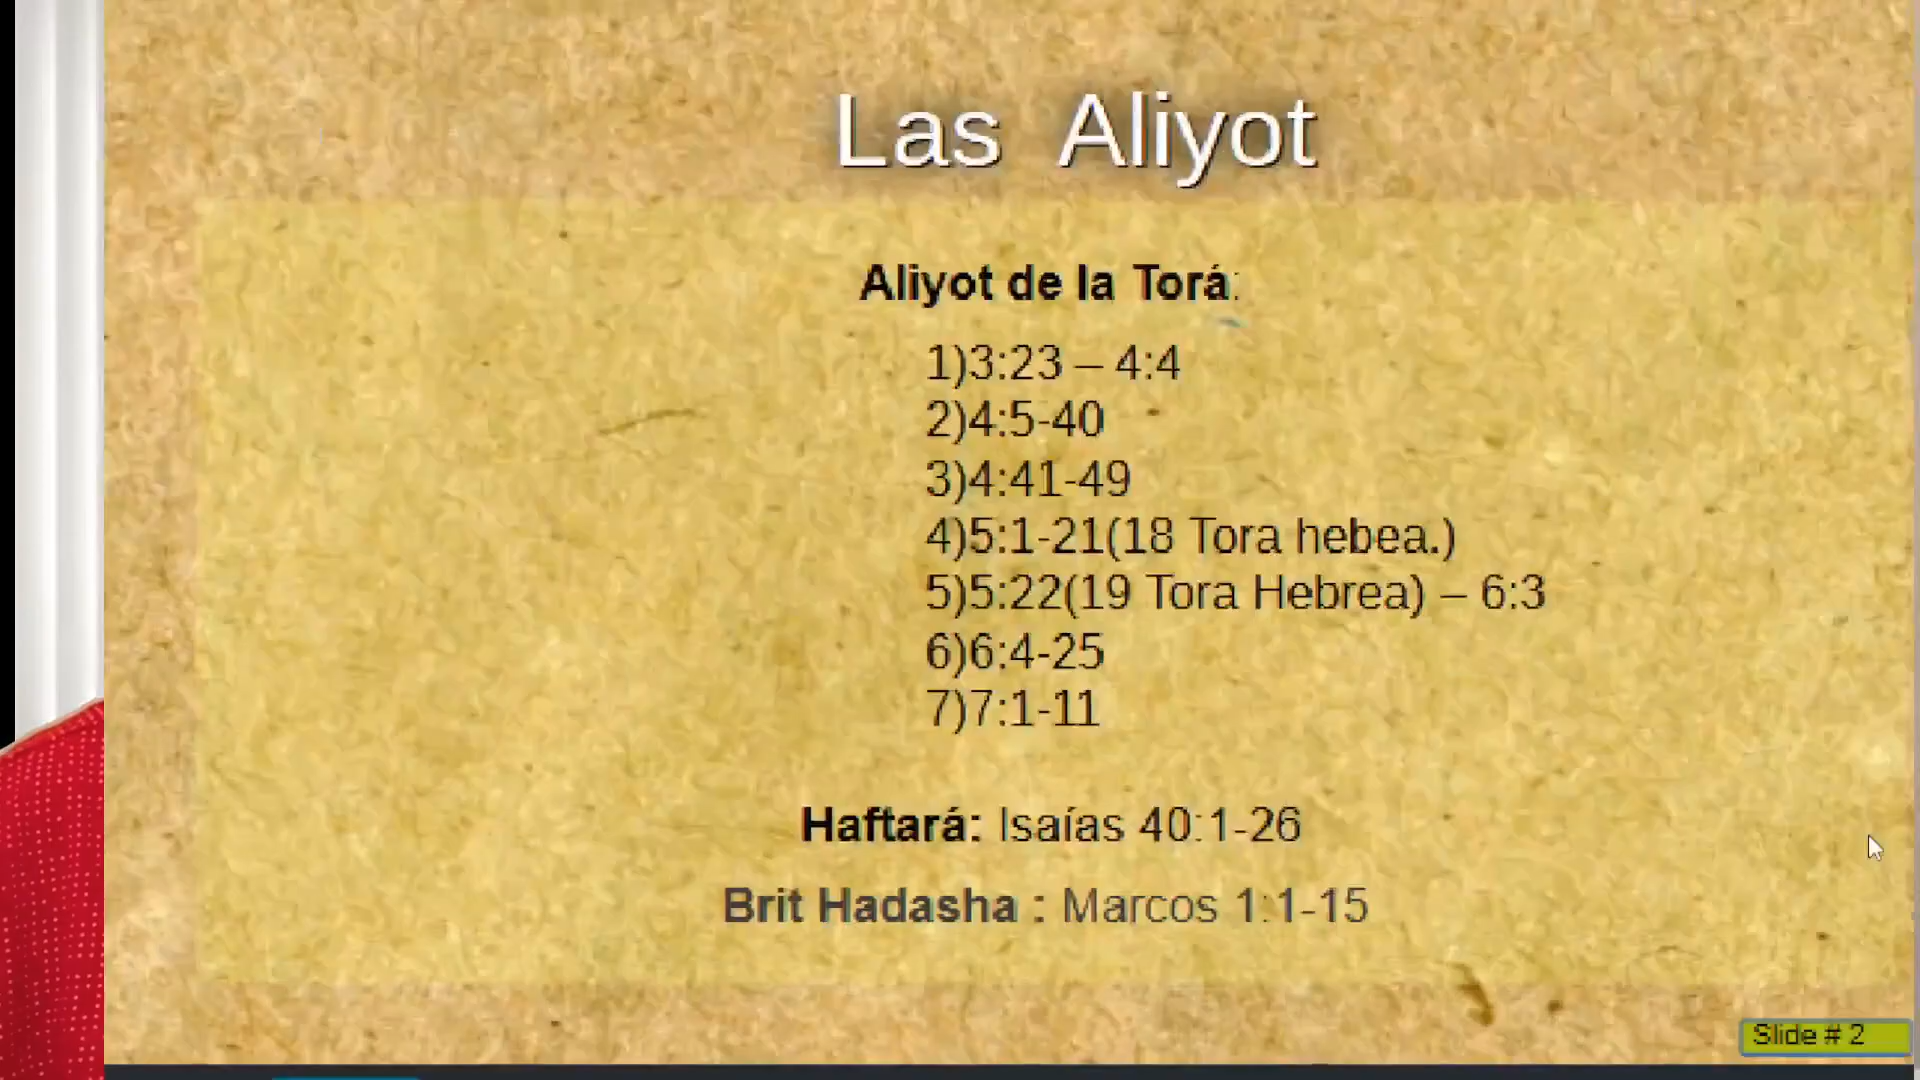 Las Aliyot
Aliyot de la Torá:
1)3:23 – 4:4
2)4:5-40
3)4:41-49
4)5:1-21(18 Tora hebea.)
5)5:22(19 Tora Hebrea) – 6:3
6)6:4-25
7)7:1-11
Haftará: Isaías 40:1-26
Brit Hadasha : Marcos 1:1-15
Slide # 2